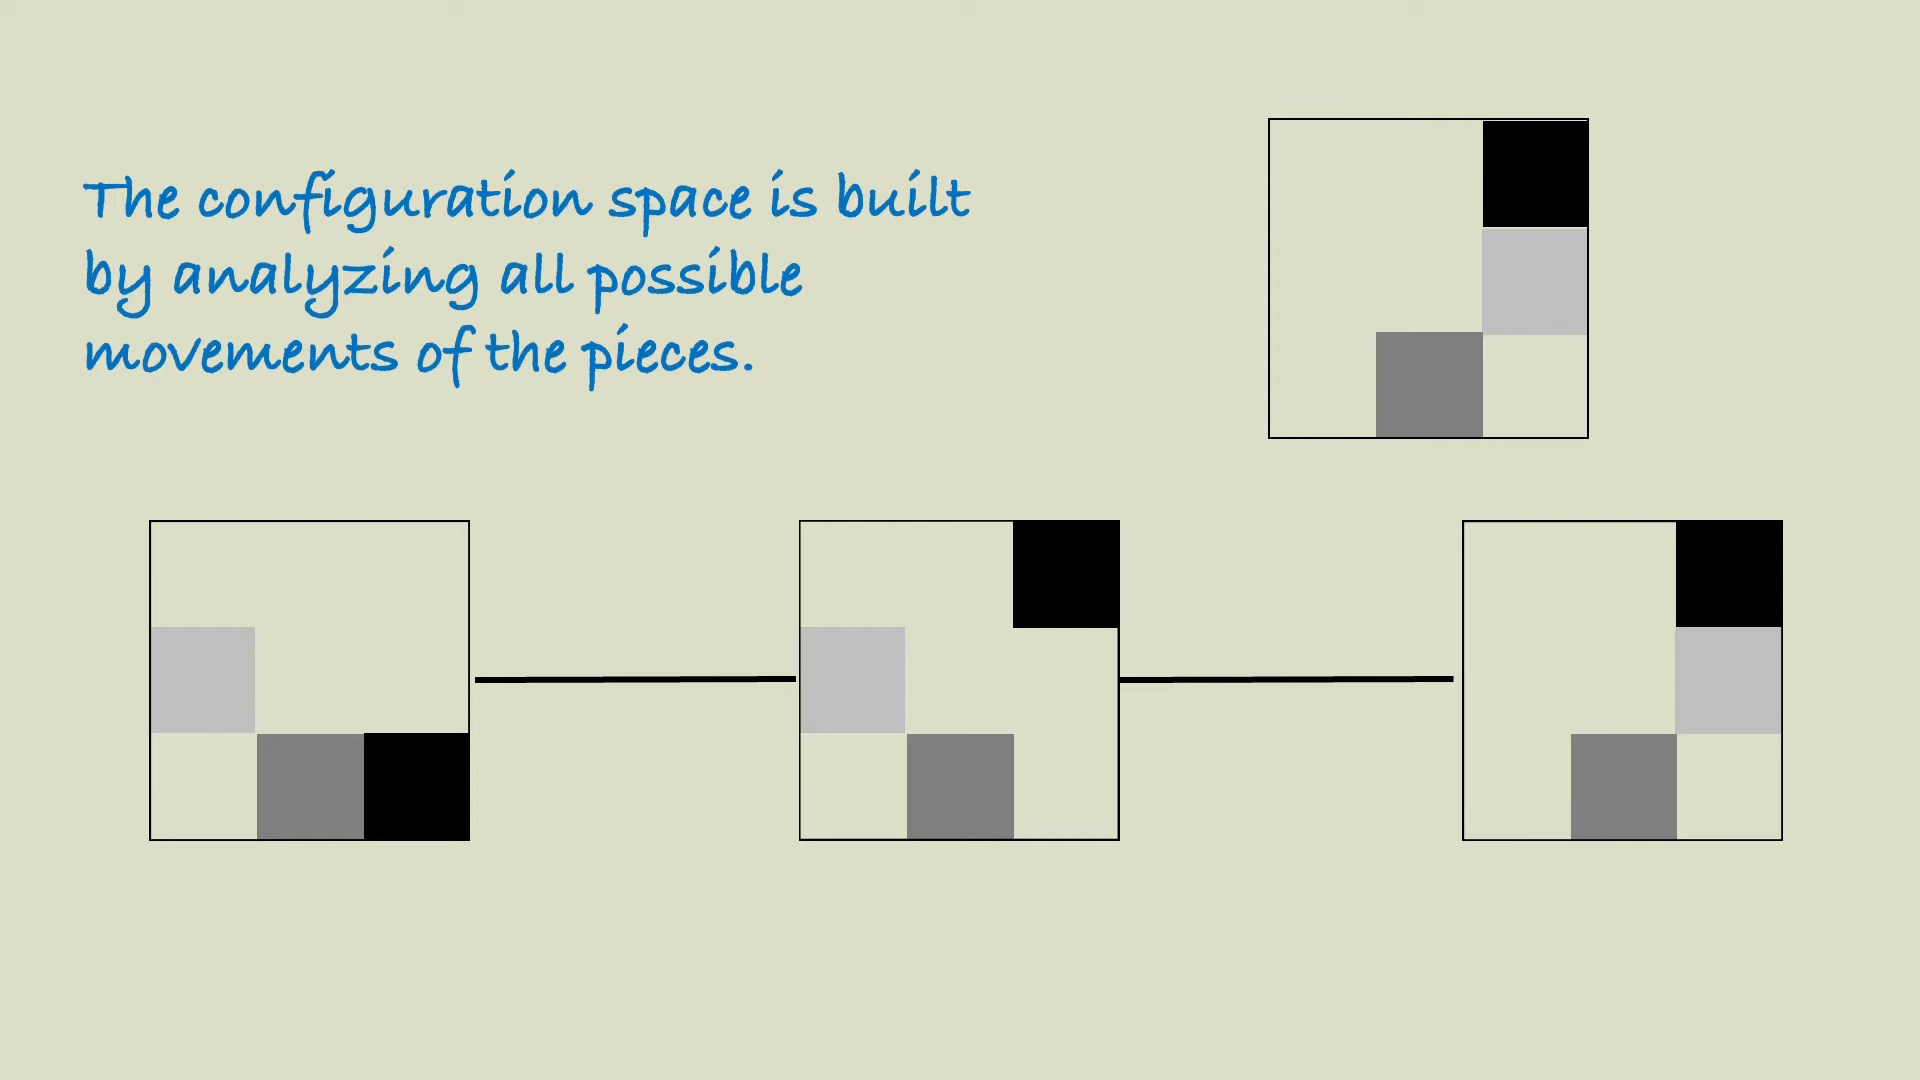 The configuration space is built
by analyzing all possible
movements of the pieces.